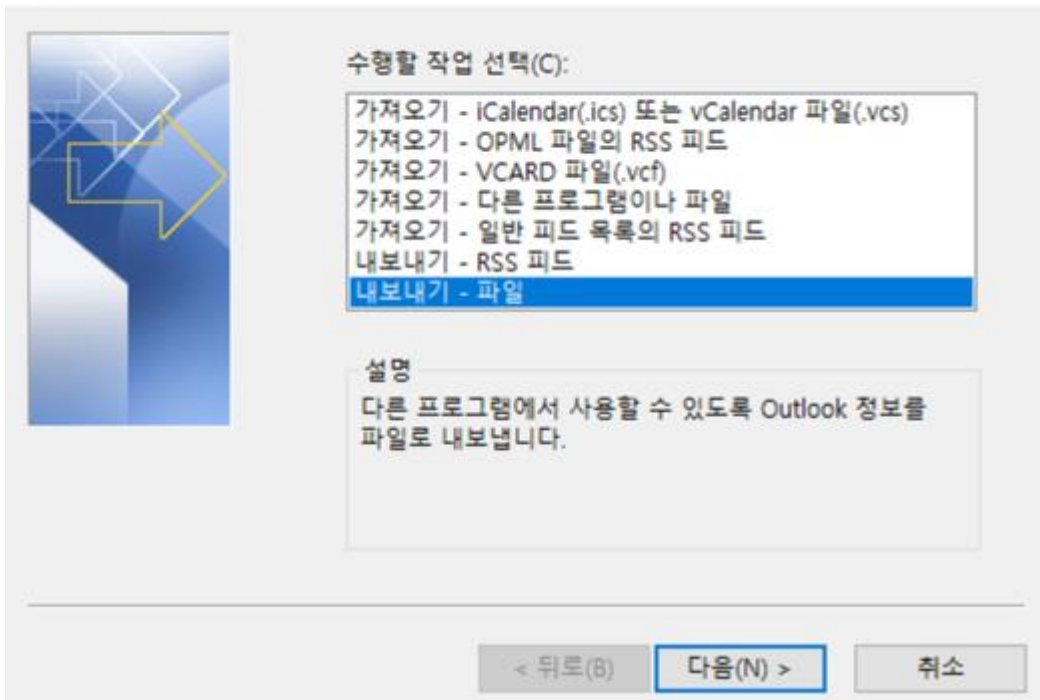 수행할 작업 선택(C):
가져오기 - iCalendar(.ics) 또는 vCalendar 파일(.vcs)
가져오기 - OPML 파일의 RSS 피드
가져오기 - VCARD 파일(.vcf)
가져오기 - 다른 프로그램이나 파일
가져오기 - 일반 피드 목록의 RSS 피드
내보내기 - RSS 피드
내보내기 - 파일
설명
다른 프로그램에서 사용할 수 있도록 Outlook 정보를
파일로 내보냅니다.
< 뒤로(B) 다음(N) > 취소